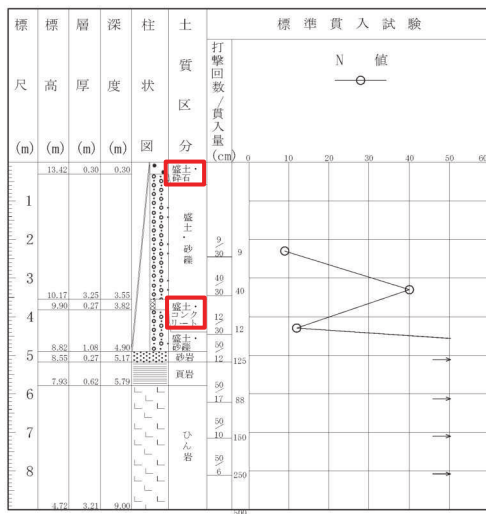 標尺(m)
標高(m)
層厚(m)
深度(m)
柱状図
土質区分
標準貫入試験
打撃回数/貫入量(cm)
N 値
0 10 20 30 40 50 60
13.42 0.30 0.30 盛土・砕石
1
盛土・砂礫
2
9/30 9
3
40/30 40
10.17 3.25 3.55
9.90 0.27 3.82 盛土・コンクリート
4
12/30 12
8.82 1.08 4.90 盛土・砂礫
5
8.55 0.27 5.17 砂岩
50/12 125
7.93 0.62 5.79 頁岩
6
50/17 88
ひん岩
7
50/10 150
8
50/6 250
4.72 3.21 9.00
500